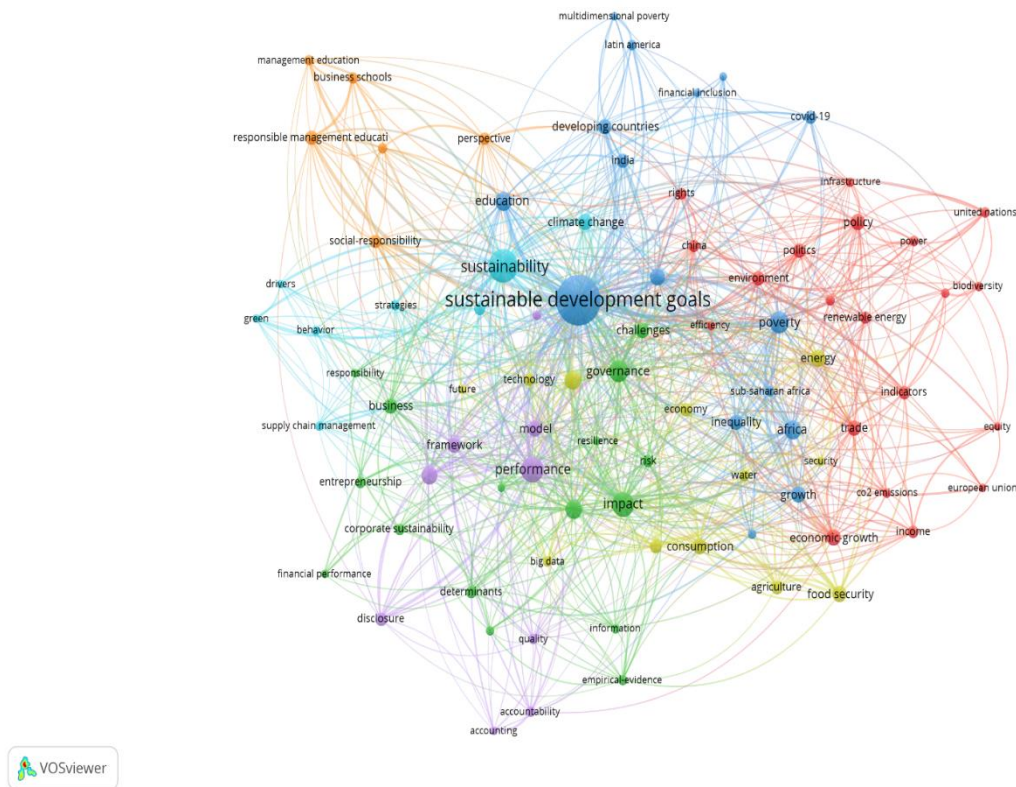 multidimensional poverty
latin america
management education
business schools
financial inclusion
covid-19
developing countries
responsible management educati
perspective
india
infrastructure
rights
education
united nations
climate change
policy
power
social-responsibility
china
politics
sustainability
environment
drivers
biodiversity
sustainable development goals
strategies
green
behavior
challenges
efficiency
poverty
renewable energy
energy
responsibility
governance
technology
future
sub-saharan africa
indicators
business
economy
supply chain management
inequality
africa
trade
equity
model
framework
resilience
risk
security
performance
water
entrepreneurship
european union
growth
co2 emissions
impact
corporate sustainability
income
economic growth
consumption
big data
financial performance
agriculture
food security
determinants
disclosure
information
quality
empirical-evidence
accountability
accounting
VOSviewer